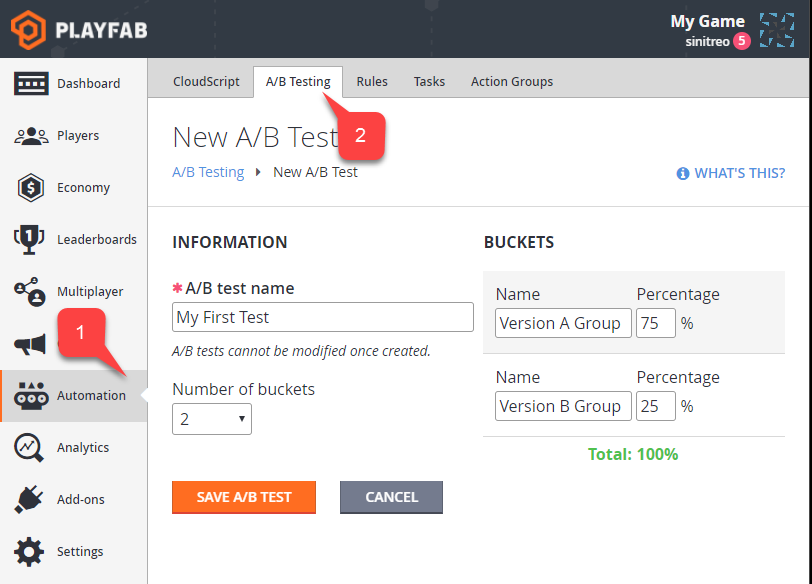 PLAYFAB
My Game
sinitreo 5
Dashboard
Players
Economy
Leaderboards
Multiplayer
1
Automation
Analytics
Add-ons
Settings
CloudScript A/B Testing Rules Tasks Action Groups
2
New A/B Test
A/B Testing New A/B Test
WHAT'S THIS?
INFORMATION
* A/B test name
My First Test
A/B tests cannot be modified once created.
Number of buckets
2
SAVE A/B TEST CANCEL
BUCKETS
Name Percentage
Version A Group 75 %
Name Percentage
Version B Group 25 %
Total: 100%